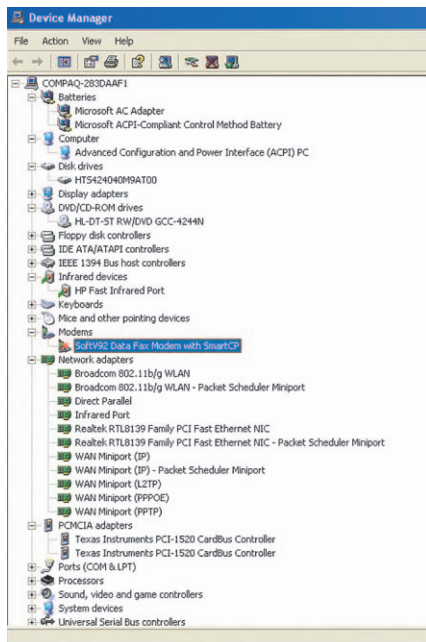 Device Manager
File Action View Help
COMPAQ-283DAAF1
Batteries
Microsoft AC Adapter
Microsoft ACPI-Compliant Control Method Battery
Computer
Advanced Configuration and Power Interface (ACPI) PC
Disk drives
HTS424040M9AT00
Display adapters
DVD/CD-ROM drives
HL-DT-ST RW/DVD GCC-4244N
Floppy disk controllers
IDE ATA/ATAPI controllers
IEEE 1394 Bus host controllers
Infrared devices
HP Fast Infrared Port
Keyboards
Mice and other pointing devices
Modems
SoftV92 Data Fax Modem with SmartCP
Network adapters
Broadcom 802.11b/g WLAN
Broadcom 802.11b/g WLAN - Packet Scheduler Miniport
Direct Parallel
Infrared Port
Realtek RTL8139 Family PCI Fast Ethernet NIC
Realtek RTL8139 Family PCI Fast Ethernet NIC - Packet Scheduler Miniport
WAN Miniport (IP)
WAN Miniport (IP) - Packet Scheduler Miniport
WAN Miniport (L2TP)
WAN Miniport (PPPOE)
WAN Miniport (PPTP)
PCMCIA adapters
Texas Instruments PCI-1520 CardBus Controller
Texas Instruments PCI-1520 CardBus Controller
Ports (COM & LPT)
Processors
Sound, video and game controllers
System devices
Universal Serial Bus controllers